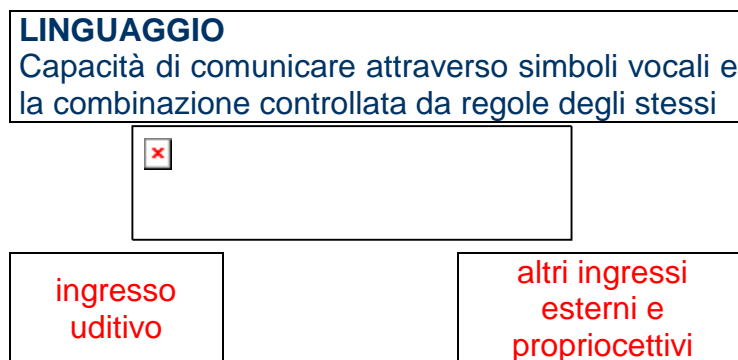 LINGUAGGIO
Capacità di comunicare attraverso simboli vocali e
la combinazione controllata da regole degli stessi
ingresso
uditivo
altri ingressi
esterni e
propriocettivi